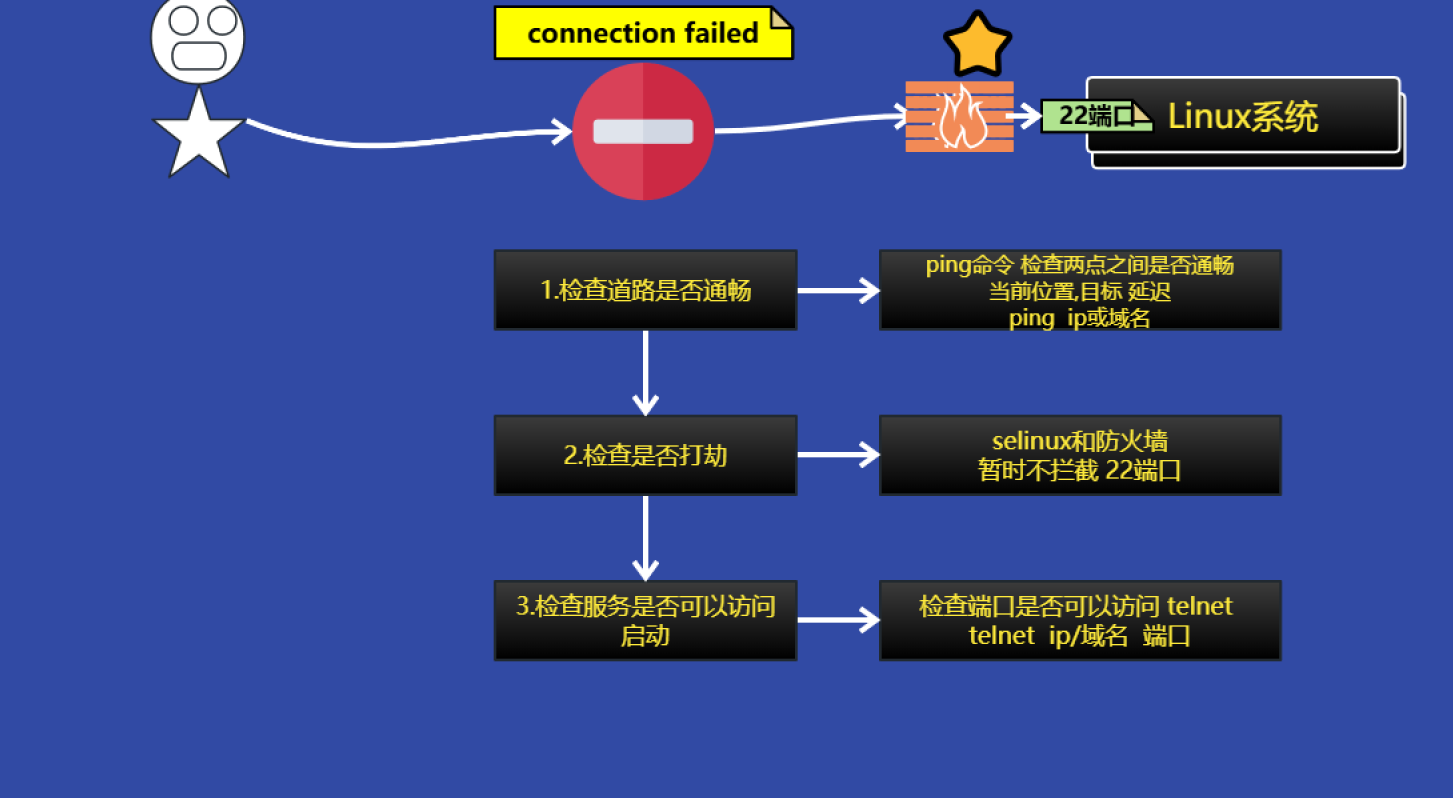 connection failed
22端口
Linux系统
1.检查道路是否通畅
ping命令 检查两点之间是否通畅
当前位置,目标 延迟
ping ip或域名
2.检查是否打劫
selinux和防火墙
暂时不拦截 22端口
3.检查服务是否可以访问
启动
检查端口是否可以访问 telnet
telnet ip/域名 端口